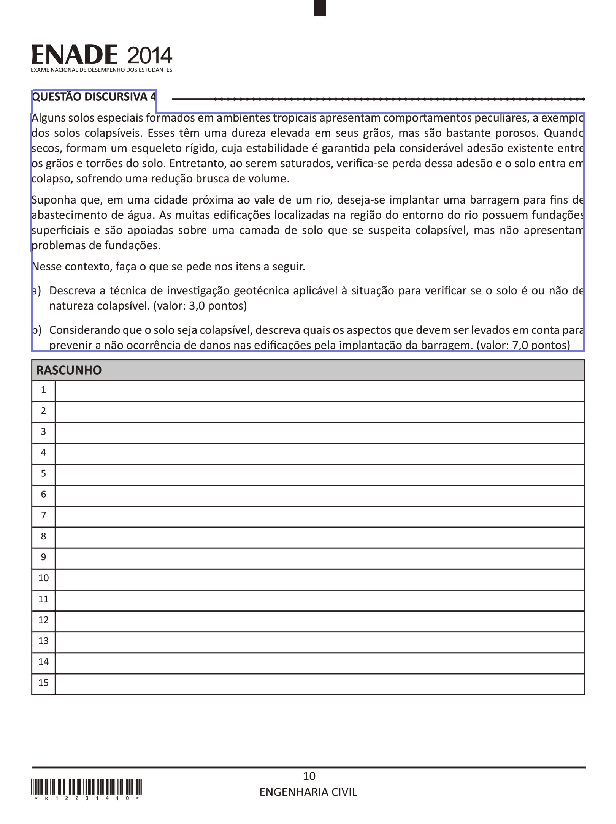 ENADE 2014
EXAME NACIONAL DE DESEMPENHO DOS ESTUDANTES
QUESTÃO DISCURSIVA 4
Alguns solos especiais formados em ambientes tropicais apresentam comportamentos peculiares, a exemplo
dos solos colapsíveis. Esses têm uma dureza elevada em seus grãos, mas são bastante porosos. Quando
secos, formam um esqueleto rígido, cuja estabilidade é garantida pela considerável adesão existente entre
os grãos e torrões do solo. Entretanto, ao serem saturados, verifica-se perda dessa adesão e o solo entra em
colapso, sofrendo uma redução brusca de volume.
Suponha que, em uma cidade próxima ao vale de um rio, deseja-se implantar uma barragem para fins de
abastecimento de água. As muitas edificações localizadas na região do entorno do rio possuem fundações
superficiais e são apoiadas sobre uma camada de solo que se suspeita colapsível, mas não apresentam
problemas de fundações.
Nesse contexto, faça o que se pede nos itens a seguir.
a) Descreva a técnica de investigação geotécnica aplicável à situação para verificar se o solo é ou não de
natureza colapsível. (valor: 3,0 pontos)
b) Considerando que o solo seja colapsível, descreva quais os aspectos que devem ser levados em conta para
prevenir a não ocorrência de danos nas edificações pela implantação da barragem. (valor: 7,0 pontos)
RASCUNHO
1
2
3
4
5
6
7
8
9
10
11
12
13
14
15
10
ENGENHARIA CIVIL